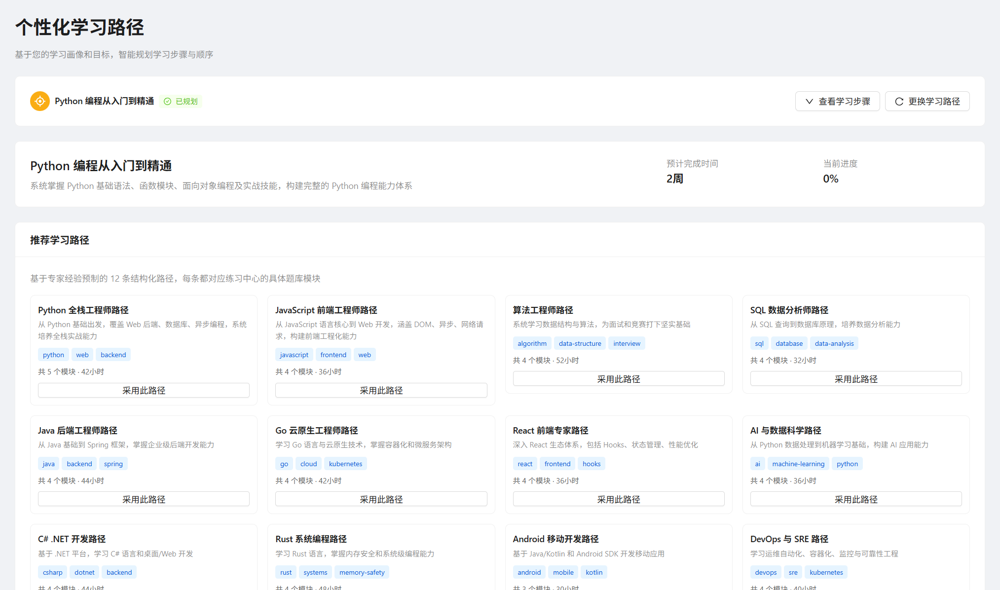 个性化学习路径
基于您的学习画像和目标，智能规划学习步骤与顺序
Python 编程从入门到精通
已规划
查看学习步骤
更换学习路径
Python 编程从入门到精通
系统掌握 Python 基础语法、函数模块、面向对象编程及实战技能，构建完整的 Python 编程能力体系
预计完成时间
2周
当前进度
0%
推荐学习路径
基于专家经验预制的 12 条结构化路径，每条都对应练习中心的具体题库模块
Python 全栈工程师路径
从 Python 基础出发，覆盖 Web 后端、数据库、异步编程，系统
培养全栈实战能力
python web backend
共 5 个模块 · 42小时
采用此路径
JavaScript 前端工程师路径
从 JavaScript 语言核心到 Web 开发，涵盖 DOM、异步、网络请
求，构建前端工程化能力
javascript frontend web
共 4 个模块 · 36小时
采用此路径
算法工程师路径
系统学习数据结构与算法，为面试和竞赛打下坚实基础
algorithm data-structure interview
共 4 个模块 · 52小时
采用此路径
SQL 数据分析师路径
从 SQL 查询到数据库原理，培养数据分析能力
sql database data-analysis
共 4 个模块 · 32小时
采用此路径
Java 后端工程师路径
从 Java 基础到 Spring 框架，掌握企业级后端开发能力
java backend spring
共 4 个模块 · 44小时
采用此路径
Go 云原生工程师路径
学习 Go 语言与云原生技术，掌握容器化和微服务架构
go cloud kubernetes
共 4 个模块 · 42小时
采用此路径
React 前端专家路径
深入 React 生态体系，包括 Hooks、状态管理、性能优化
react frontend hooks
共 4 个模块 · 36小时
采用此路径
AI 与数据科学路径
从 Python 数据处理到机器学习基础，构建 AI 应用能力
ai machine-learning python
共 4 个模块 · 36小时
采用此路径
C# .NET 开发路径
基于 .NET 平台，学习 C# 语言和桌面/Web 开发
csharp dotnet backend
共 4 个模块 · 44小时
Rust 系统编程路径
学习 Rust 语言，掌握内存安全和系统级编程能力
rust systems memory-safety
共 4 个模块 · 48小时
Android 移动开发路径
基于 Java/Kotlin 和 Android SDK 开发移动应用
android mobile kotlin
共 3 个模块 · 30小时
DevOps 与 SRE 路径
学习运维自动化、容器化、监控与可靠性工程
devops sre kubernetes
共 4 个模块 · 40小时